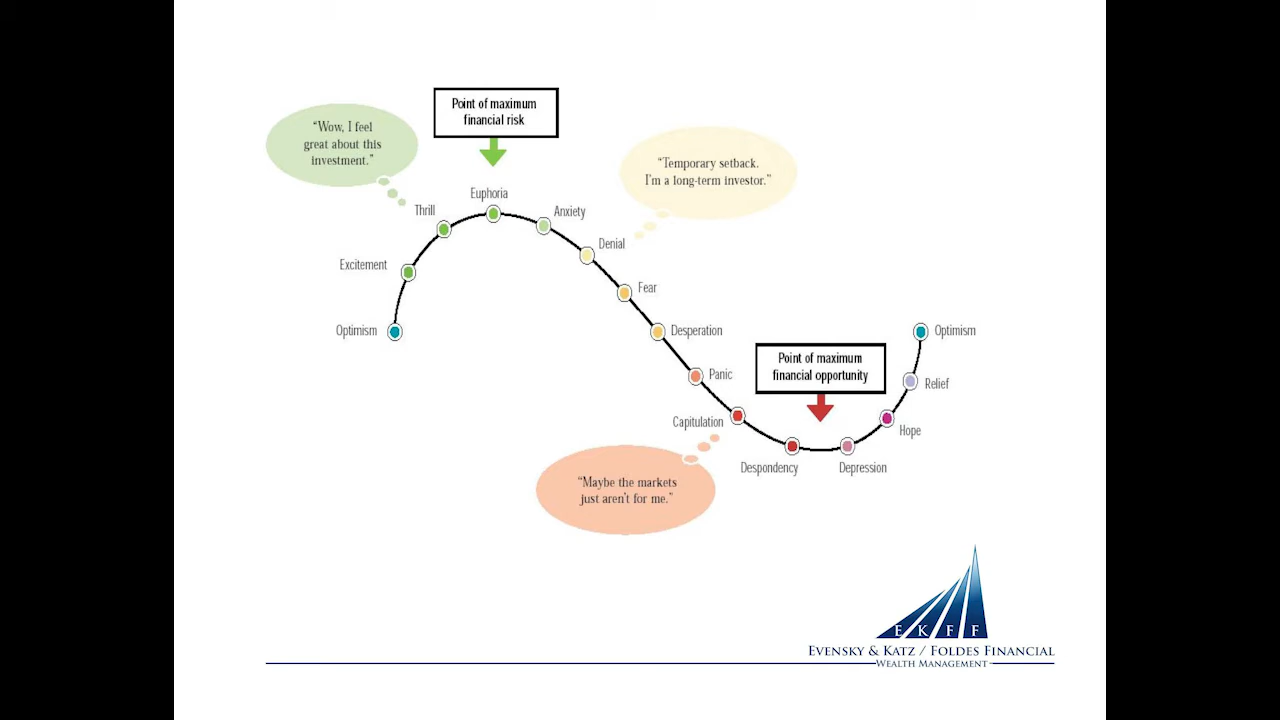 Point of maximum
financial risk
“Wow, I feel
great about this
investment.”
“Temporary setback.
I'm a long-term investor.”
Euphoria
Thrill
Anxiety
Denial
Excitement
Fear
Optimism
Desperation
Optimism
Point of maximum
financial opportunity
Panic
Relief
Capitulation
Hope
Despondency
Depression
“Maybe the markets
just aren't for me.”
E K F F
Evensky & Katz / Foldes Financial
Wealth Management